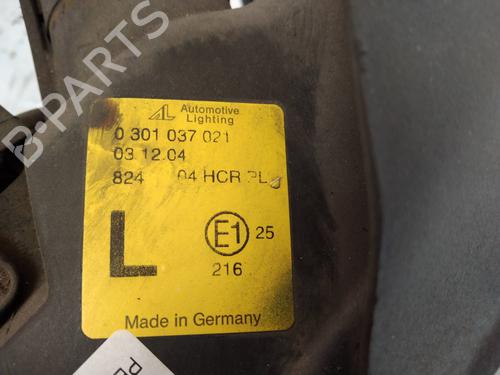 AL Automotive
Lighting
0 301 037 021
03.12.04
824 04 HCR PL
L
E1 25
216
Made in Germany